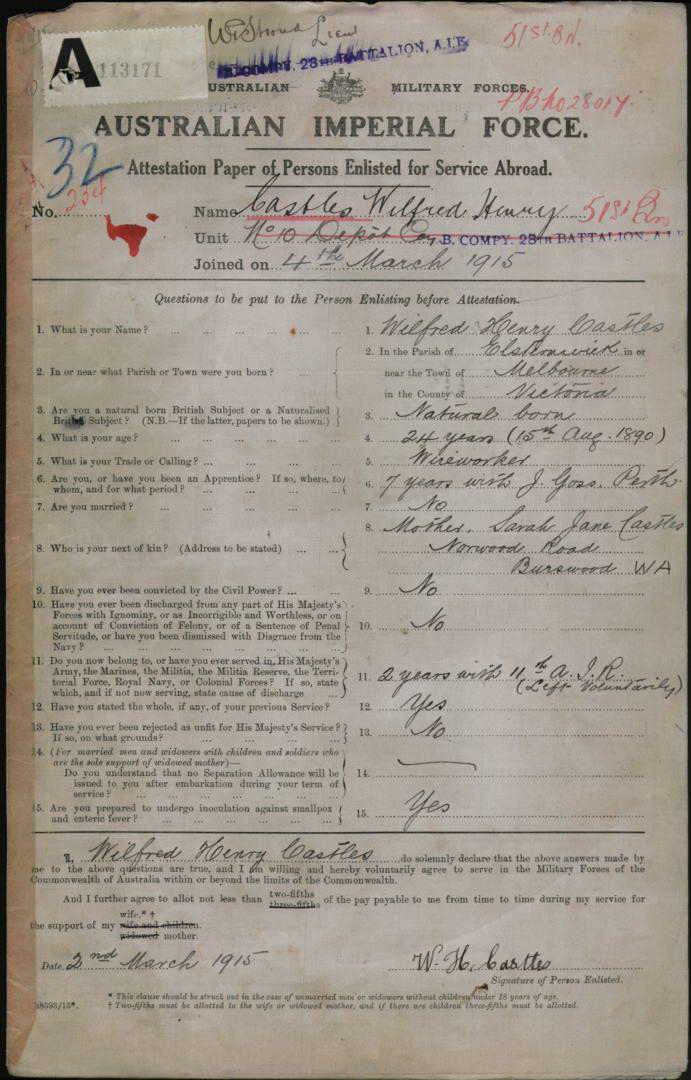 Lieut
51st Bn.
A 113171
B. COMPY. 28TH BATTALION, A.I.F.
AUSTRALIAN MILITARY FORCES.
AUSTRALIAN IMPERIAL FORCE.
32
Attestation Paper of Persons Enlisted for Service Abroad.
No. 234 Name Castles Wilfred Henry 51st Bn
Unit No 10 Depôt Coy B. COMPY. 28TH BATTALION, A.I.F.
Joined on 4th March 1915
Questions to be put to the Person Enlisting before Attestation.
1. What is your Name? ... ... ... ... 1. Wilfred Henry Castles
2. In or near what Parish or Town were you born? ... 2. In the Parish of Elsternwick in or
near the Town of Melbourne
in the County of Victoria
3. Are you a natural born British Subject or a Naturalised
British Subject? (N.B.—If the latter, papers to be shown.) 3. Natural born
4. What is your age? ... ... ... ... 4. 24 years (15th Aug. 1890)
5. What is your Trade or Calling? ... ... ... ... 5. Wireworker
6. Are you, or have you been an Apprentice? If so, where, to
whom, and for what period? ... ... ... ... 6. 7 years with J. Goss. Perth
7. Are you married? ... ... ... ... 7. No
8. Who is your next of kin? (Address to be stated) ... ... 8. Mother. Sarah Jane Castles
Norwood Road
Burswood WA
9. Have you ever been convicted by the Civil Power? ... ... 9. No
10. Have you ever been discharged from any part of His Majesty's
Forces with Ignominy, or as Incorrigible and Worthless, or on
account of Conviction of Felony, or of a Sentence of Penal
Servitude, or have you been dismissed with Disgrace from the
Navy? ... ... ... ... 10. No
11. Do you now belong to, or have you ever served in, His Majesty's
Army, the Marines, the Militia, the Militia Reserve, the Terri-
torial Force, Royal Navy, or Colonial Forces? If so, state
which, and if not now serving, state cause of discharge 11. 2 years with 11th A.I.R.
(Left Voluntarily)
12. Have you stated the whole, if any, of your previous Service? 12. Yes
13. Have you ever been rejected as unfit for His Majesty's Service?
If so, on what grounds? ... ... ... 13. No
14. (For married men and widowers with children and soldiers who
are the sole support of widowed mother)—
Do you understand that no Separation Allowance will be
issued to you after embarkation during your term of
service? ... ... ... ... 14.
15. Are you prepared to undergo inoculation against smallpox
and enteric fever? ... ... ... ... 15. Yes
I, Wilfred Henry Castles do solemnly declare that the above answers made by
me to the above questions are true, and I am willing and hereby voluntarily agree to serve in the Military Forces of the
Commonwealth of Australia within or beyond the limits of the Commonwealth.
And I further agree to allot not less than two-fifths three-fifths of the pay payable to me from time to time during my service for
the support of my wife.* † wife and children. widowed mother.
Date 2nd March 1915 W. H. Castles
Signature of Person Enlisted.
* This clause should be struck out in the case of unmarried men or widowers without children under 18 years of age.
† Two-fifths must be allotted to the wife or widowed mother, and if there are children three-fifths must be allotted.